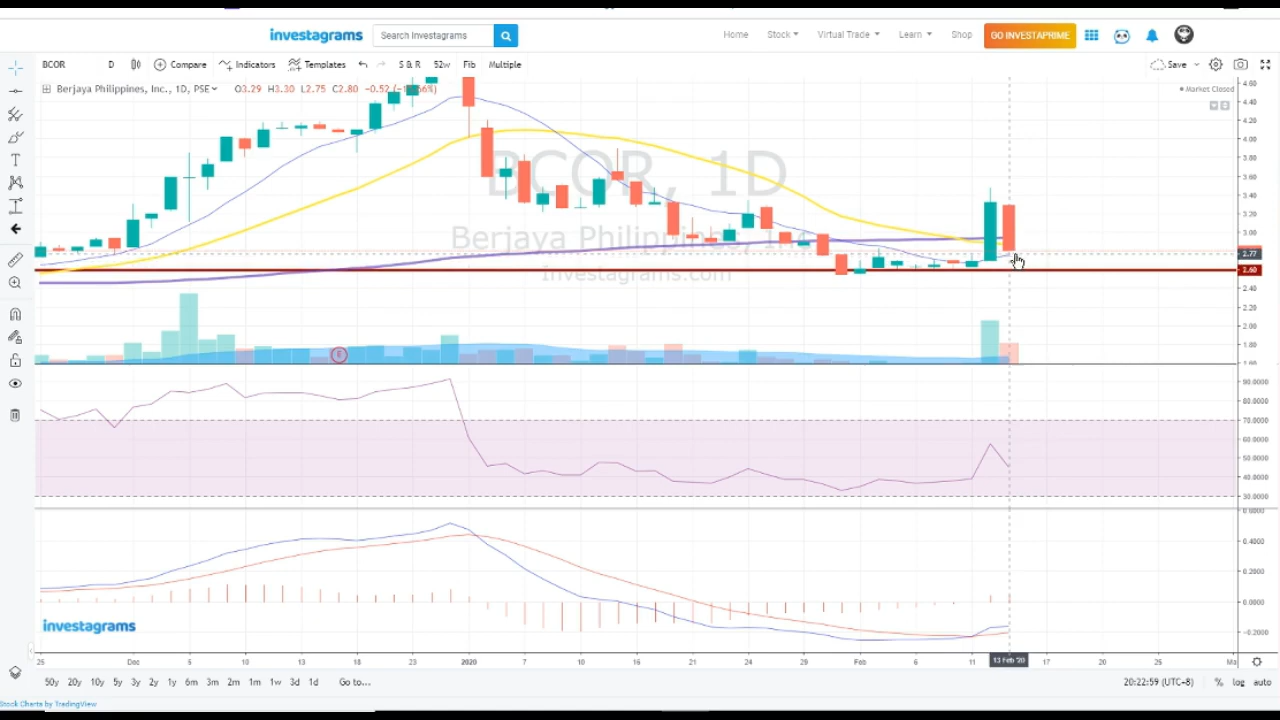 investagrams
Search Investagrams
Home Stock Virtual Trade Learn Shop GO INVESTAPRIME
BCOR D Compare Indicators Templates S & R 52w Fib Multiple Save
Berjaya Philippines, Inc., 1D, PSE O3.29 H3.30 L2.75 C2.80 -0.52
Market Closed
BCOR, 1D
Berjaya Philippines, Inc.
investagrams.com
4.60
4.40
4.20
4.00
3.80
3.60
3.40
3.20
3.00
2.77
2.60
2.40
2.20
2.00
1.80
1.60
E
90.0000
80.0000
70.0000
60.0000
50.0000
40.0000
30.0000
0.6000
0.4000
0.2000
0.0000
-0.2000
investagrams
25 Dec 5 10 13 18 23 2020 7 10 16 21 24 29 Feb 6 11 13 Feb '20 17 20 25
50y 20y 10y 5y 3y 2y 1y 6m 3m 2m 1m 1w 3d 1d Go to... 20:22:59 (UTC-8) % log auto
Stock Charts by TradingView